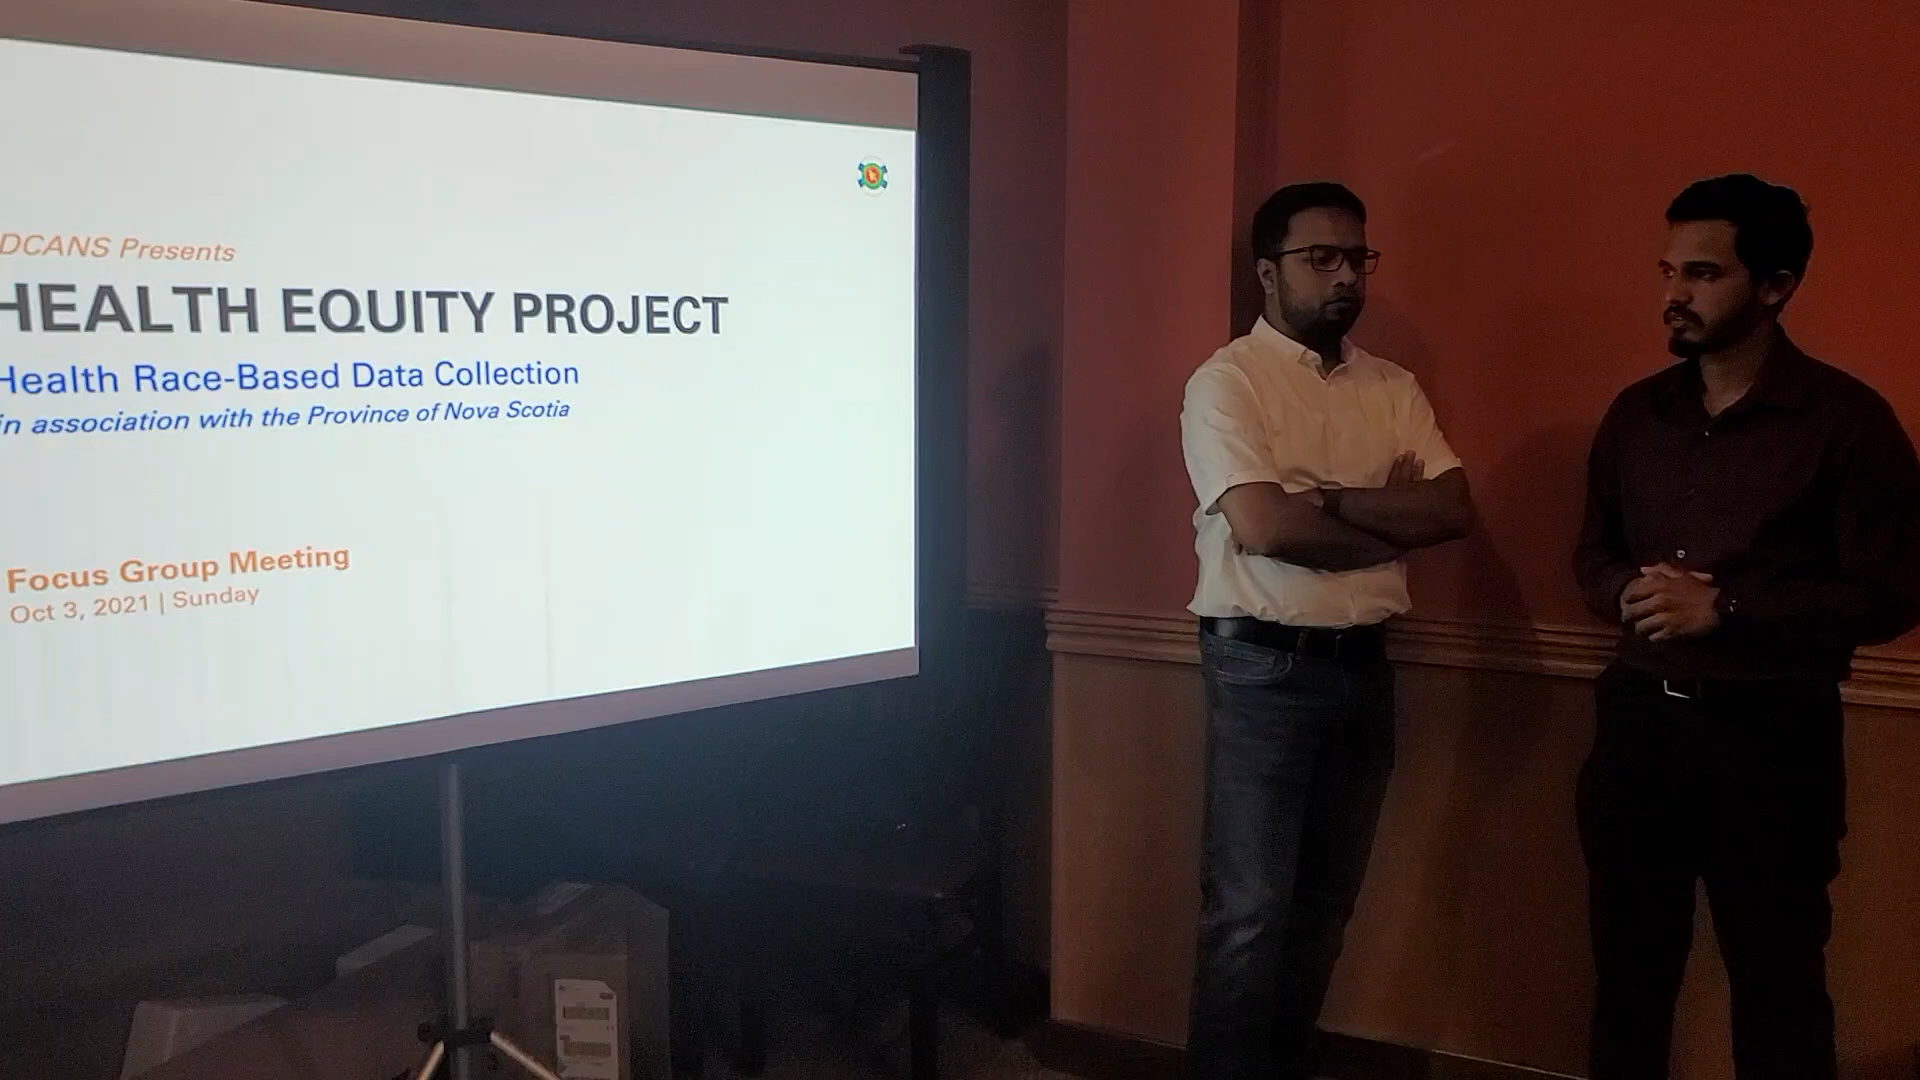 DCANS Presents
HEALTH EQUITY PROJECT
Health Race-Based Data Collection
in association with the Province of Nova Scotia
Focus Group Meeting
Oct 3, 2021 | Sunday